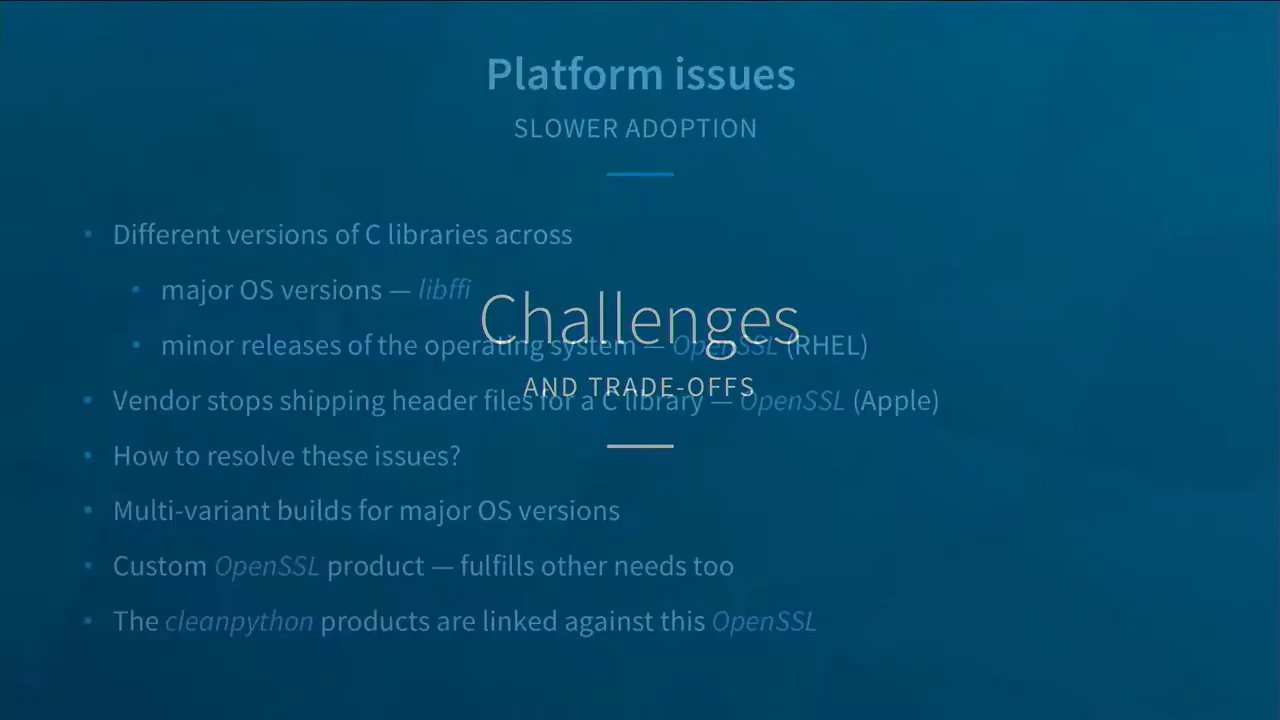 Platform issues
SLOWER ADOPTION
Different versions of C libraries across
major OS versions — libffi
Challenges
minor releases of the operating system — OpenSSL (RHEL)
AND TRADE-OFFS
Vendor stops shipping header files for a C library — OpenSSL (Apple)
How to resolve these issues?
Multi-variant builds for major OS versions
Custom OpenSSL product — fulfills other needs too
The cleanpython products are linked against this OpenSSL